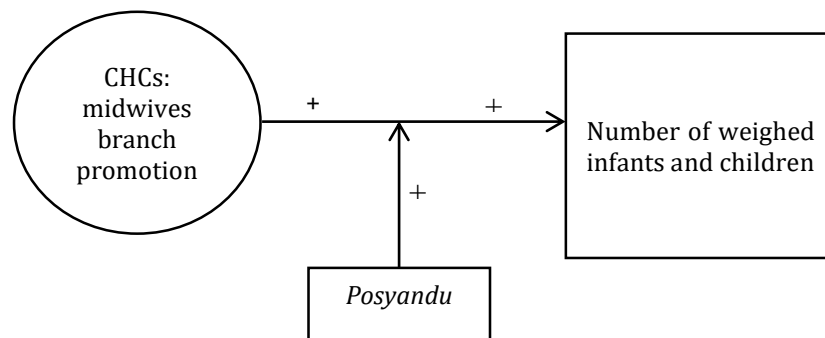 CHCs:
midwives
branch
promotion
+
+
Number of weighed
infants and children
+
Posyandu